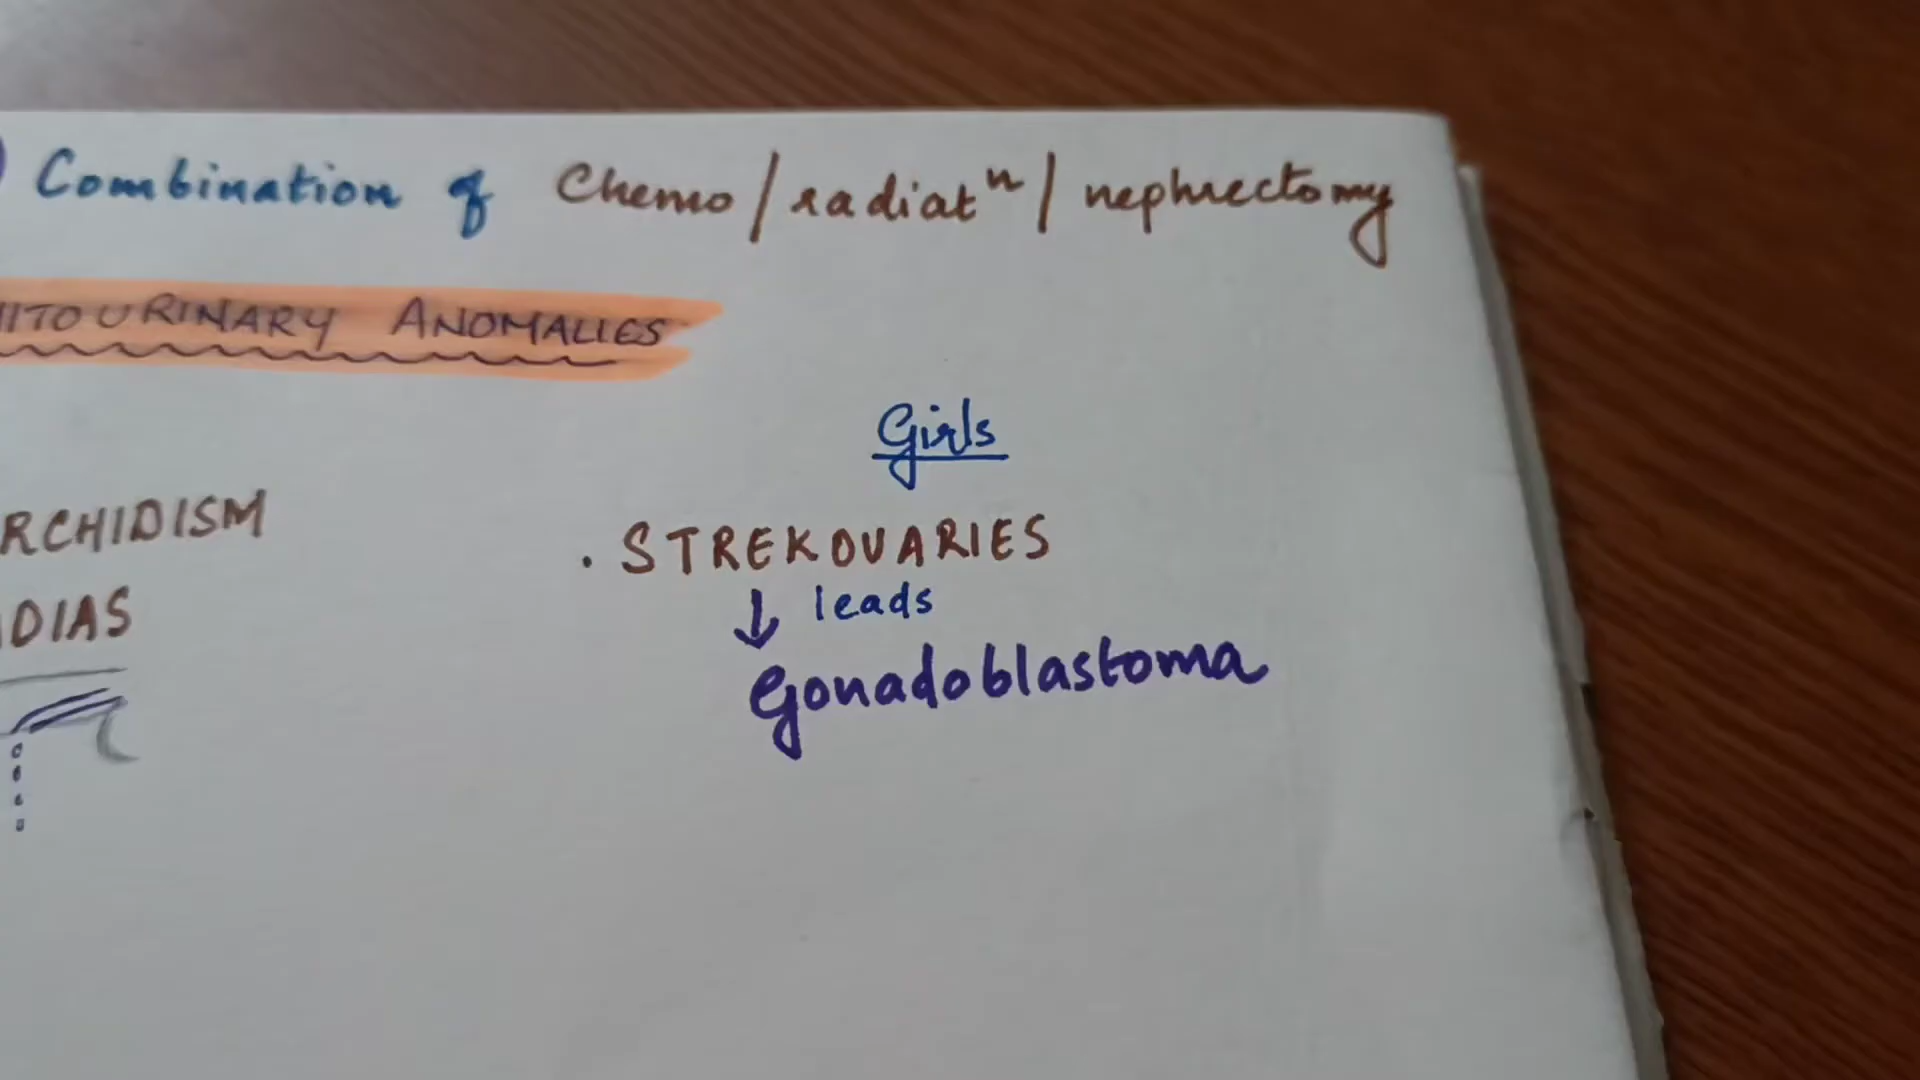 Combination of Chemo/radiatⁿ/nephrectomy
ITOURINARY ANOMALIES
Girls
RCHIDISM
. STREKOVARIES
DIAS
↓ leads
Gonadoblastoma